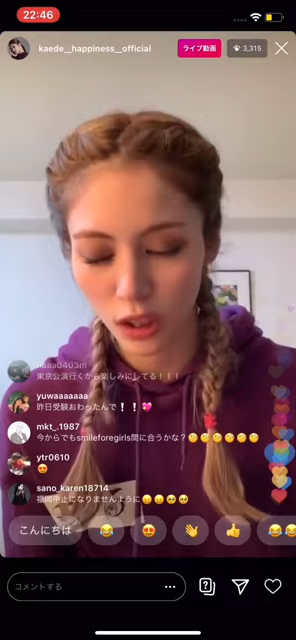 22:46
kaede__happiness__official ライブ動画 3,315
naaa0403m
東京公演行くから楽しみにしてる！！！
yuwaaaaaaa
昨日受験おわったんで❗❗💖
mkt_.1987
今からでもsmileforegirls間に合うかな？🤔🤔🤔🤔🤔🤔
ytr0610
😍
sano_karen18714
福岡中止になりませんように😖😖🥺🥺
こんにちは 😂 😍 👋 👍 😂😂
コメントする